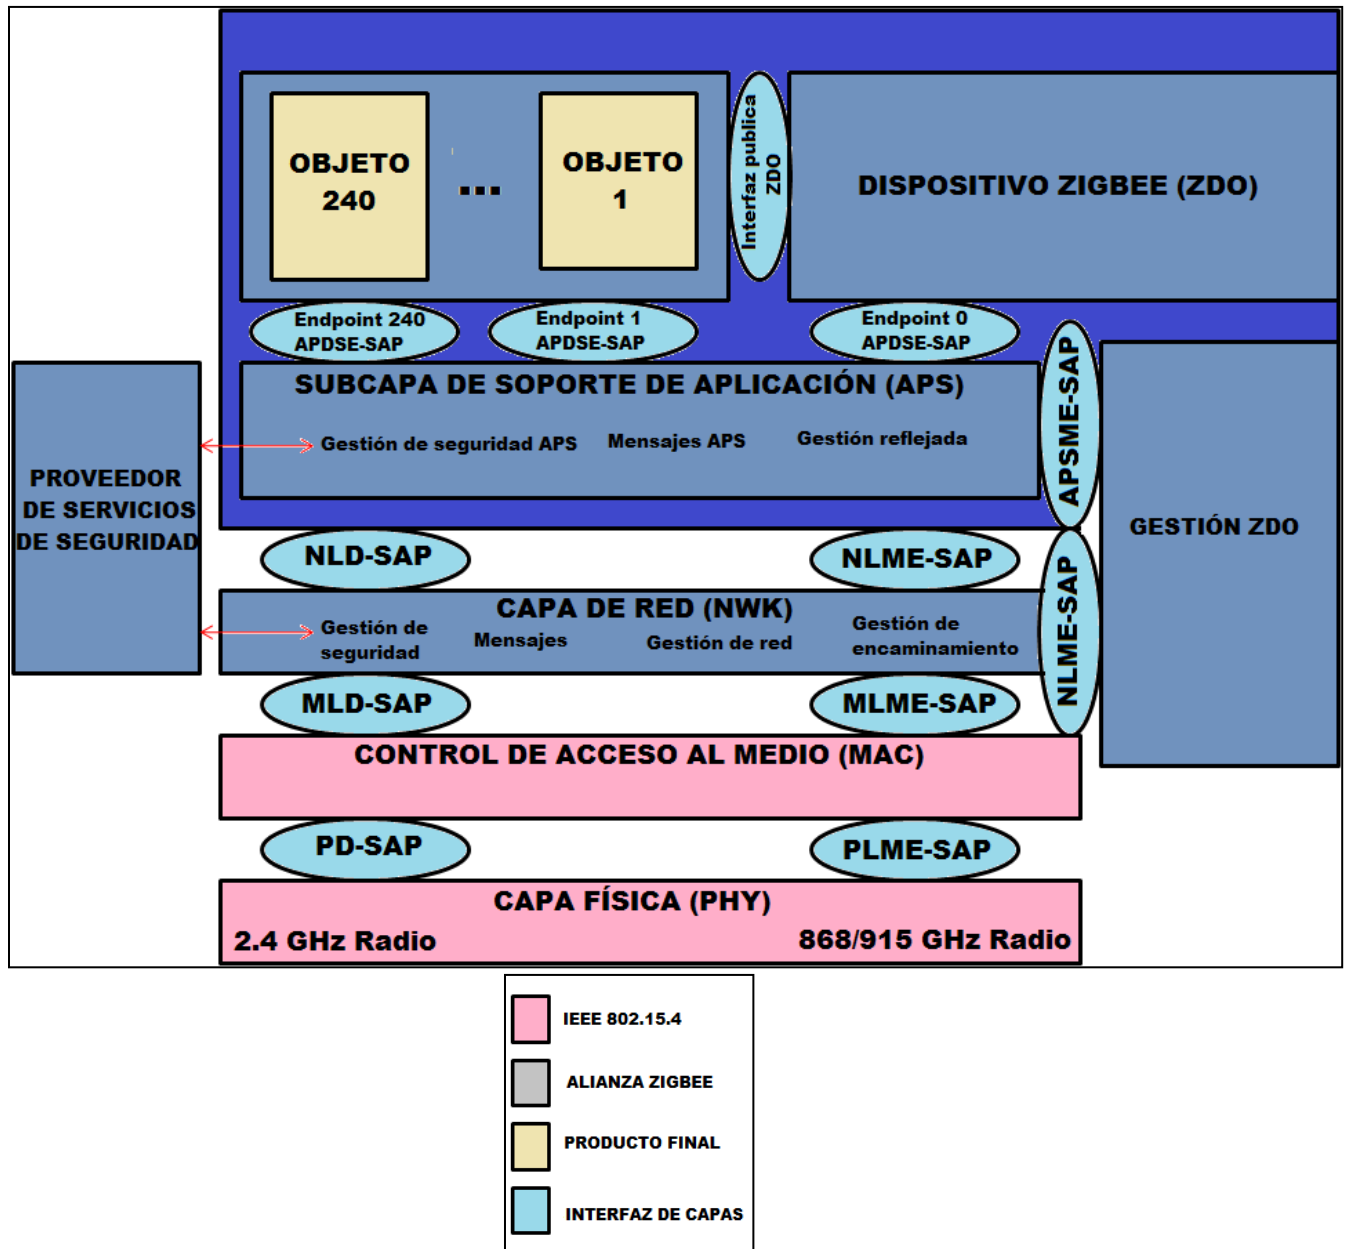 OBJETO
240
...
OBJETO
1
Interfaz publica
ZDO
DISPOSITIVO ZIGBEE (ZDO)
Endpoint 240
APDSE-SAP
Endpoint 1
APDSE-SAP
Endpoint 0
APDSE-SAP
SUBCAPA DE SOPORTE DE APLICACIÓN (APS)
Gestión de seguridad APS
Mensajes APS
Gestión reflejada
APSME-SAP
PROVEEDOR
DE SERVICIOS
DE SEGURIDAD
GESTIÓN ZDO
NLD-SAP
NLME-SAP
NLME-SAP
CAPA DE RED (NWK)
Gestión de
seguridad
Mensajes
Gestión de red
Gestión de
encaminamiento
MLD-SAP
MLME-SAP
CONTROL DE ACCESO AL MEDIO (MAC)
PD-SAP
PLME-SAP
CAPA FÍSICA (PHY)
2.4 GHz Radio
868/915 GHz Radio
IEEE 802.15.4
ALIANZA ZIGBEE
PRODUCTO FINAL
INTERFAZ DE CAPAS